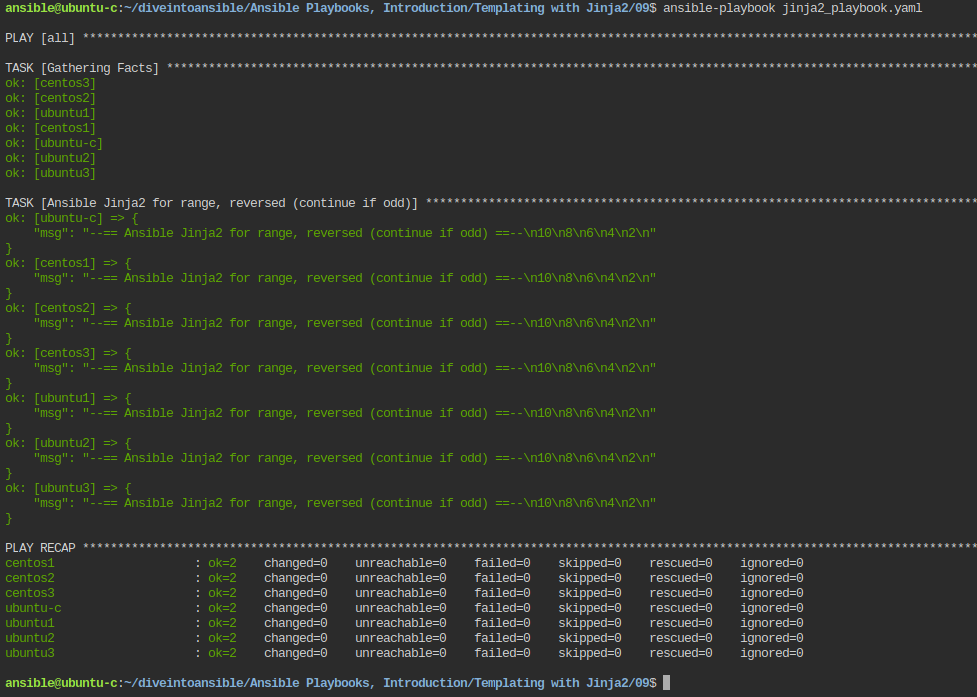 ansible@ubuntu-c:~/diveintoansible/Ansible Playbooks, Introduction/Templating with Jinja2/09$ ansible-playbook jinja2_playbook.yaml
PLAY [all] ********************************************************************************************************************************
TASK [Gathering Facts] ********************************************************************************************************************
ok: [centos3]
ok: [centos2]
ok: [ubuntu1]
ok: [centos1]
ok: [ubuntu-c]
ok: [ubuntu2]
ok: [ubuntu3]
TASK [Ansible Jinja2 for range, reversed (continue if odd)] *******************************************************************************
ok: [ubuntu-c] => {
    "msg": "--== Ansible Jinja2 for range, reversed (continue if odd) ==--\n10\n8\n6\n4\n2\n"
}
ok: [centos1] => {
    "msg": "--== Ansible Jinja2 for range, reversed (continue if odd) ==--\n10\n8\n6\n4\n2\n"
}
ok: [centos2] => {
    "msg": "--== Ansible Jinja2 for range, reversed (continue if odd) ==--\n10\n8\n6\n4\n2\n"
}
ok: [centos3] => {
    "msg": "--== Ansible Jinja2 for range, reversed (continue if odd) ==--\n10\n8\n6\n4\n2\n"
}
ok: [ubuntu1] => {
    "msg": "--== Ansible Jinja2 for range, reversed (continue if odd) ==--\n10\n8\n6\n4\n2\n"
}
ok: [ubuntu2] => {
    "msg": "--== Ansible Jinja2 for range, reversed (continue if odd) ==--\n10\n8\n6\n4\n2\n"
}
ok: [ubuntu3] => {
    "msg": "--== Ansible Jinja2 for range, reversed (continue if odd) ==--\n10\n8\n6\n4\n2\n"
}
PLAY RECAP ********************************************************************************************************************************
centos1                    : ok=2    changed=0    unreachable=0    failed=0    skipped=0    rescued=0    ignored=0
centos2                    : ok=2    changed=0    unreachable=0    failed=0    skipped=0    rescued=0    ignored=0
centos3                    : ok=2    changed=0    unreachable=0    failed=0    skipped=0    rescued=0    ignored=0
ubuntu-c                   : ok=2    changed=0    unreachable=0    failed=0    skipped=0    rescued=0    ignored=0
ubuntu1                    : ok=2    changed=0    unreachable=0    failed=0    skipped=0    rescued=0    ignored=0
ubuntu2                    : ok=2    changed=0    unreachable=0    failed=0    skipped=0    rescued=0    ignored=0
ubuntu3                    : ok=2    changed=0    unreachable=0    failed=0    skipped=0    rescued=0    ignored=0
ansible@ubuntu-c:~/diveintoansible/Ansible Playbooks, Introduction/Templating with Jinja2/09$